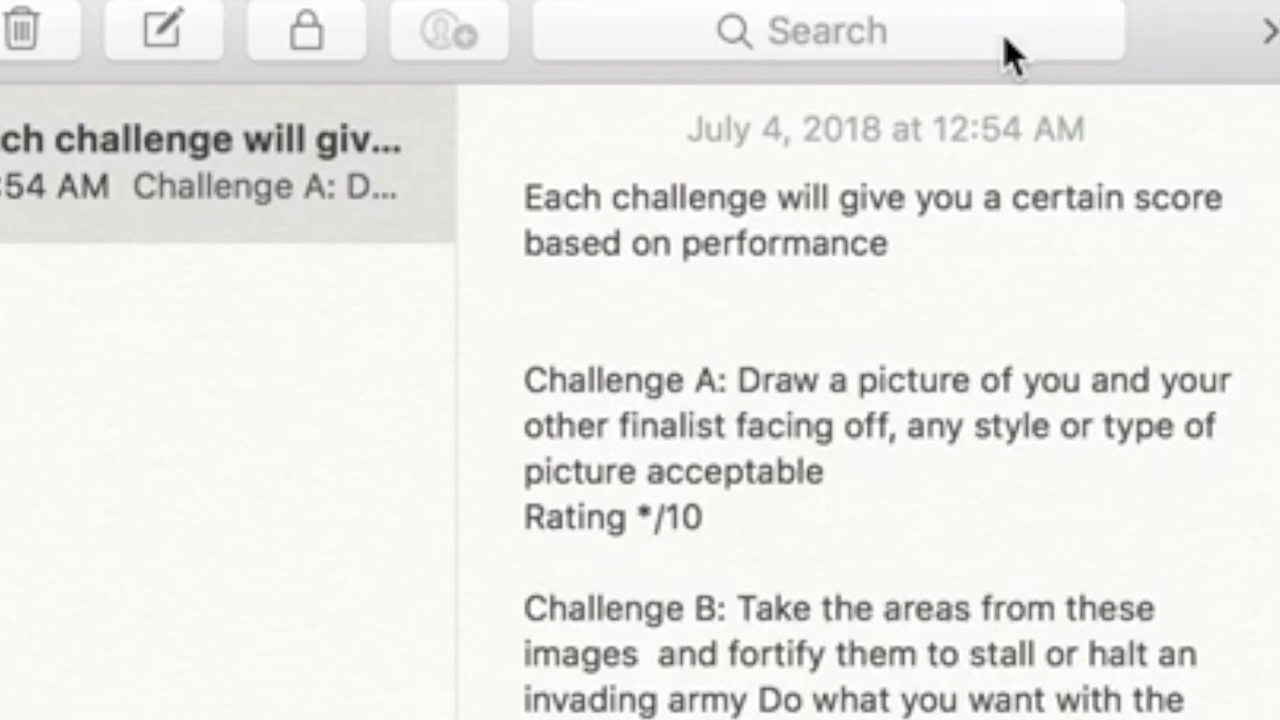 Search
ch challenge will giv...
:54 AM Challenge A: D...
July 4, 2018 at 12:54 AM
Each challenge will give you a certain score
based on performance
Challenge A: Draw a picture of you and your
other finalist facing off, any style or type of
picture acceptable
Rating */10
Challenge B: Take the areas from these
images  and fortify them to stall or halt an
invading army Do what you want with the